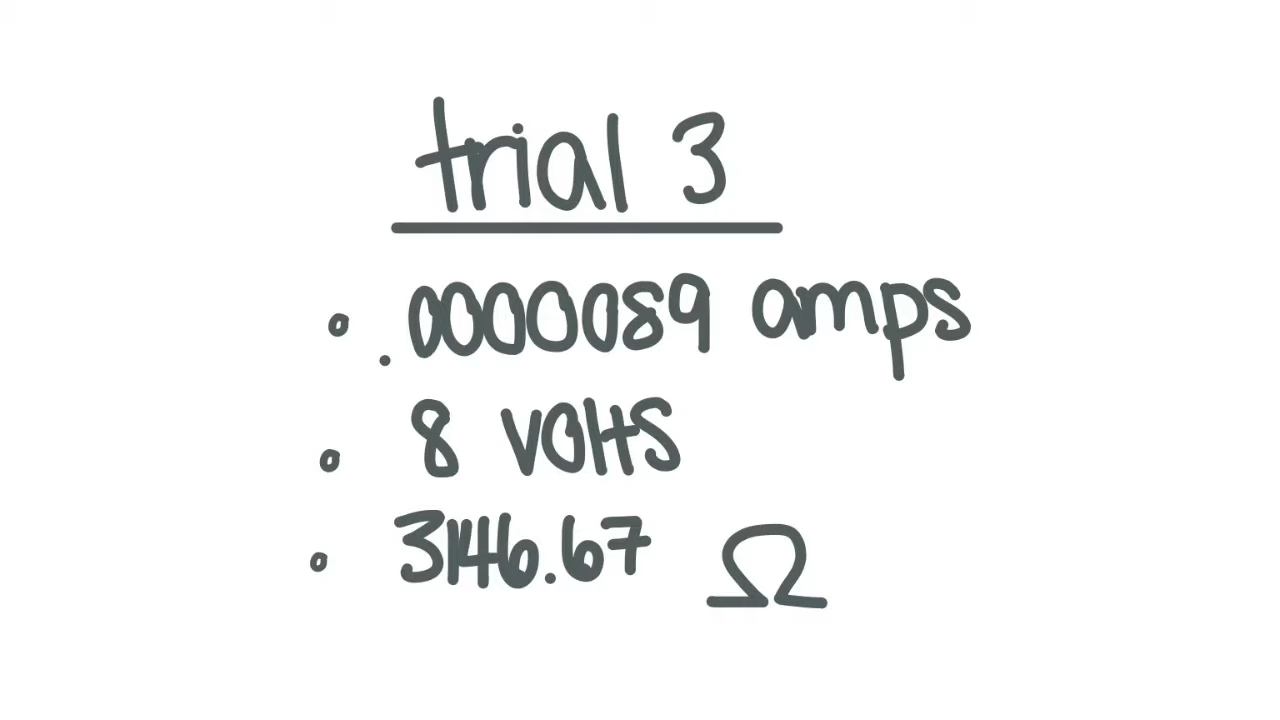 trial 3
• .0000089 amps
• 8 volts
• 3146.67 Ω